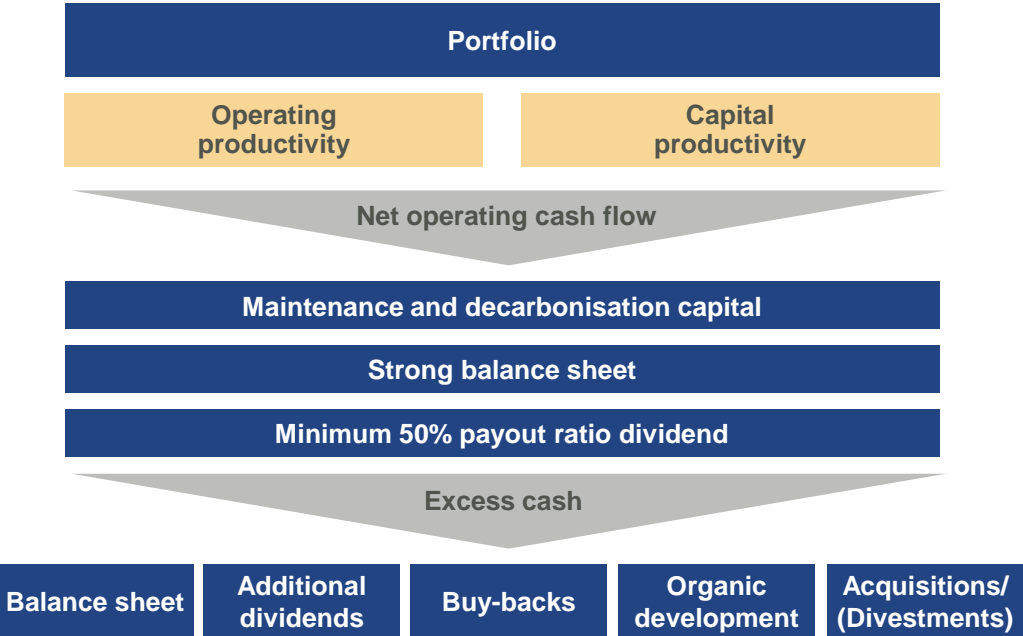 Portfolio
Operating
productivity
Capital
productivity
Net operating cash flow
Maintenance and decarbonisation capital
Strong balance sheet
Minimum 50% payout ratio dividend
Excess cash
Balance sheet
Additional
dividends
Buy-backs
Organic
development
Acquisitions/
(Divestments)